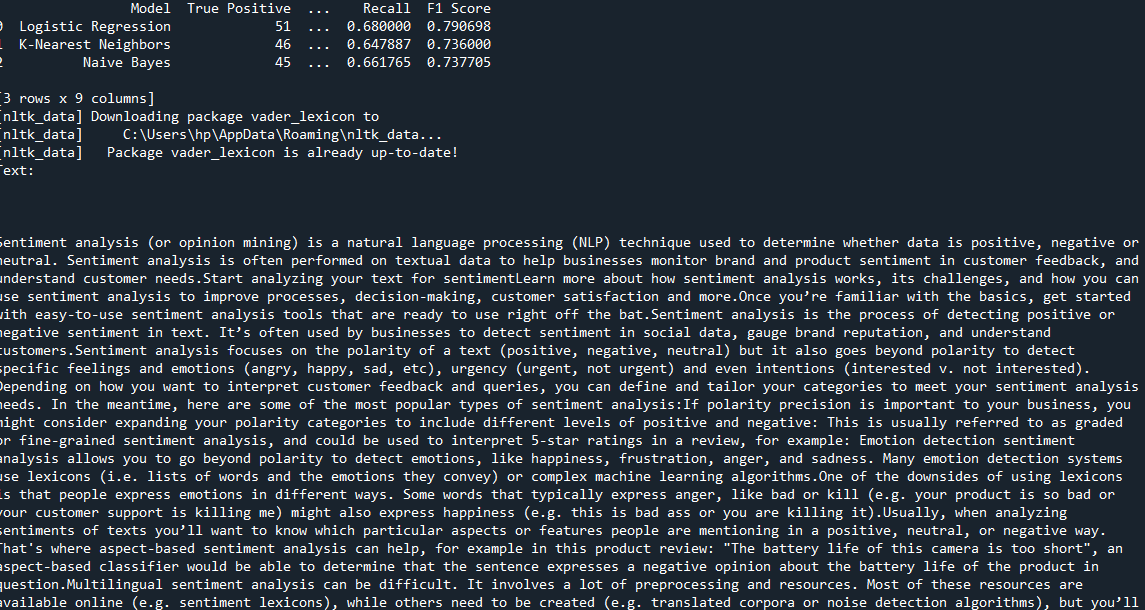 Model True Positive ... Recall F1 Score
0 Logistic Regression 51 ... 0.680000 0.790698
1 K-Nearest Neighbors 46 ... 0.647887 0.736000
2 Naive Bayes 45 ... 0.661765 0.737705
[3 rows x 9 columns]
[nltk_data] Downloading package vader_lexicon to
[nltk_data] C:\Users\hp\AppData\Roaming\nltk_data...
[nltk_data] Package vader_lexicon is already up-to-date!
Text:
Sentiment analysis (or opinion mining) is a natural language processing (NLP) technique used to determine whether data is positive, negative or
neutral. Sentiment analysis is often performed on textual data to help businesses monitor brand and product sentiment in customer feedback, and
understand customer needs.Start analyzing your text for sentimentLearn more about how sentiment analysis works, its challenges, and how you can
use sentiment analysis to improve processes, decision-making, customer satisfaction and more.Once you’re familiar with the basics, get started
with easy-to-use sentiment analysis tools that are ready to use right off the bat.Sentiment analysis is the process of detecting positive or
negative sentiment in text. It’s often used by businesses to detect sentiment in social data, gauge brand reputation, and understand
customers.Sentiment analysis focuses on the polarity of a text (positive, negative, neutral) but it also goes beyond polarity to detect
specific feelings and emotions (angry, happy, sad, etc), urgency (urgent, not urgent) and even intentions (interested v. not interested).
Depending on how you want to interpret customer feedback and queries, you can define and tailor your categories to meet your sentiment analysis
needs. In the meantime, here are some of the most popular types of sentiment analysis:If polarity precision is important to your business, you
might consider expanding your polarity categories to include different levels of positive and negative: This is usually referred to as graded
or fine-grained sentiment analysis, and could be used to interpret 5-star ratings in a review, for example: Emotion detection sentiment
analysis allows you to go beyond polarity to detect emotions, like happiness, frustration, anger, and sadness. Many emotion detection systems
use lexicons (i.e. lists of words and the emotions they convey) or complex machine learning algorithms.One of the downsides of using lexicons
is that people express emotions in different ways. Some words that typically express anger, like bad or kill (e.g. your product is so bad or
your customer support is killing me) might also express happiness (e.g. this is bad ass or you are killing it).Usually, when analyzing
sentiments of texts you’ll want to know which particular aspects or features people are mentioning in a positive, neutral, or negative way.
That's where aspect-based sentiment analysis can help, for example in this product review: "The battery life of this camera is too short", an
aspect-based classifier would be able to determine that the sentence expresses a negative opinion about the battery life of the product in
question.Multilingual sentiment analysis can be difficult. It involves a lot of preprocessing and resources. Most of these resources are
available online (e.g. sentiment lexicons), while others need to be created (e.g. translated corpora or noise detection algorithms), but you’ll